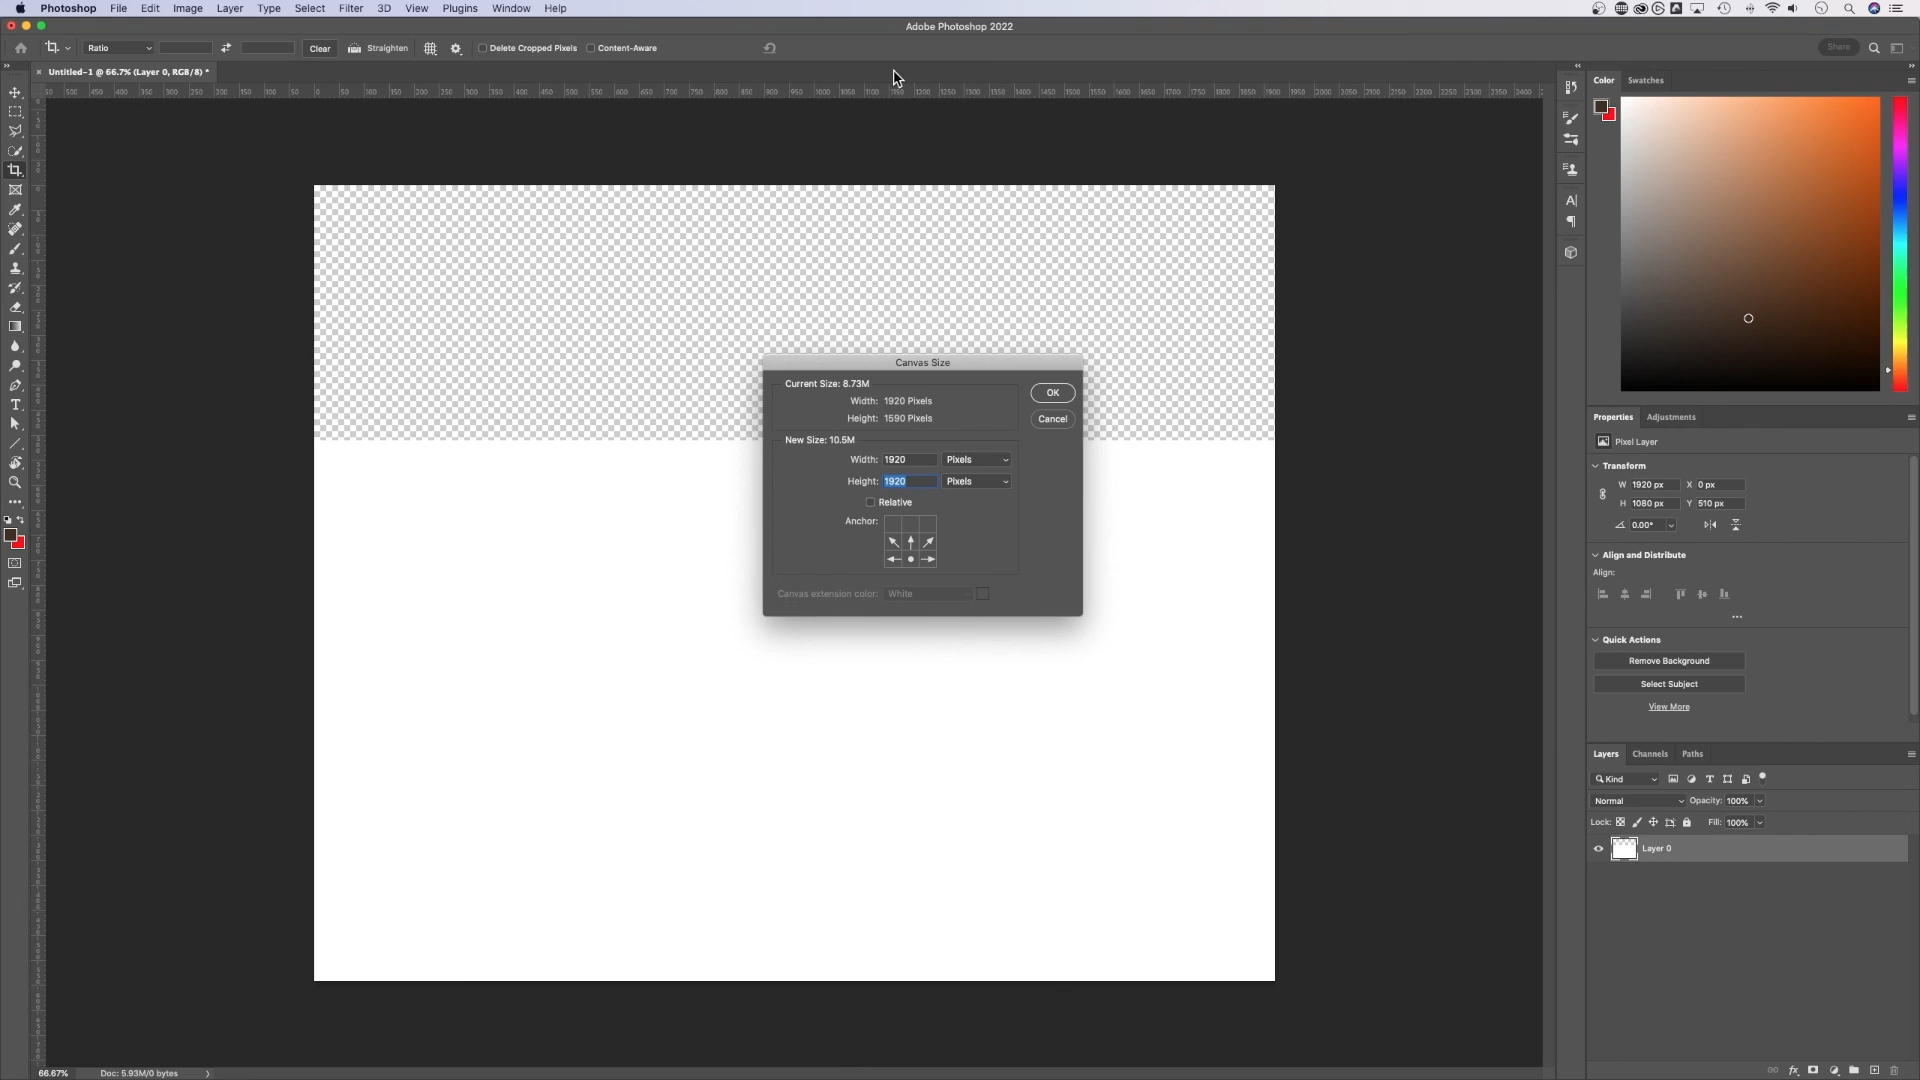 Photoshop File Edit Image Layer Type Select Filter 3D View Plugins Window Help
Adobe Photoshop 2022
Ratio Clear Straighten Delete Cropped Pixels Content-Aware Share
Untitled-1 @ 66.7% (Layer 0, RGB/8) *
Color Swatches
Canvas Size
Current Size: 8.73M
OK
Width: 1920 Pixels
Height: 1590 Pixels
Cancel
New Size: 10.5M
Width: 1920 Pixels
Height: 1920 Pixels
Relative
Anchor:
Canvas extension color: White
Properties Adjustments
Pixel Layer
Transform
W 1920 px X 0 px
H 1080 px Y 510 px
0.00°
Align and Distribute
Align:
Quick Actions
Remove Background
Select Subject
View More
Layers Channels Paths
Kind
Normal Opacity: 100%
Lock: Fill: 100%
Layer 0
66.67% Doc: 5.93M/0 bytes